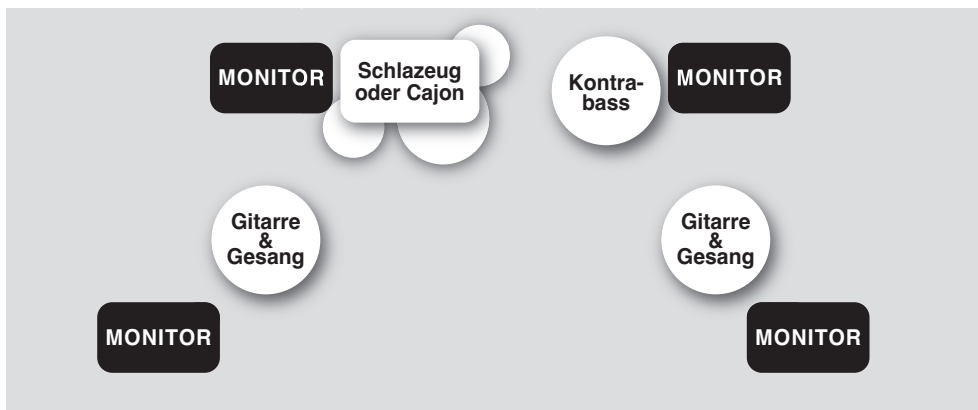 MONITOR
Schlazeug
oder Cajon
Kontra-
bass
MONITOR
Gitarre
&
Gesang
Gitarre
&
Gesang
MONITOR
MONITOR